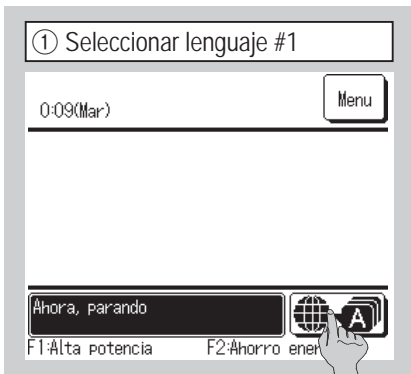 ① Seleccionar lenguaje #1
0:09(Mar)
Menu
Ahora, parando
A
F1:Alta potencia F2:Ahorro ener